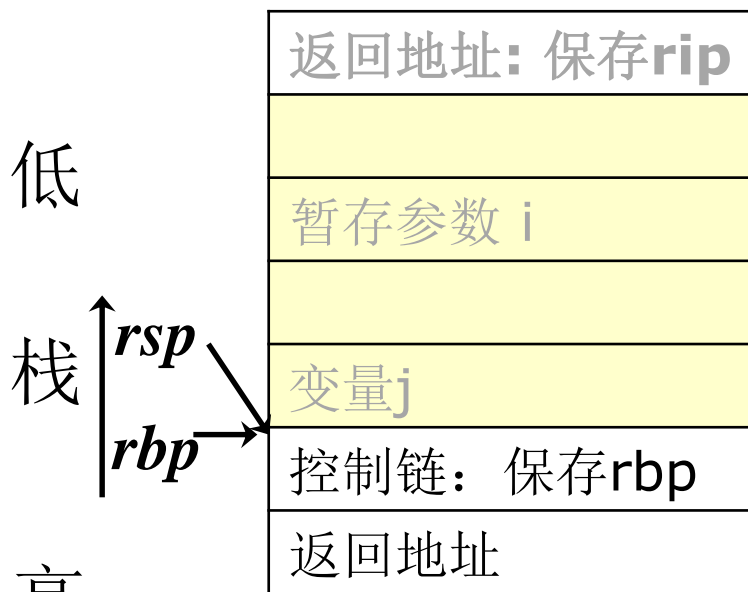 返回地址: 保存rip
低
暂存参数 i
rsp
栈
变量j
rbp
控制链：保存rbp
返回地址
高